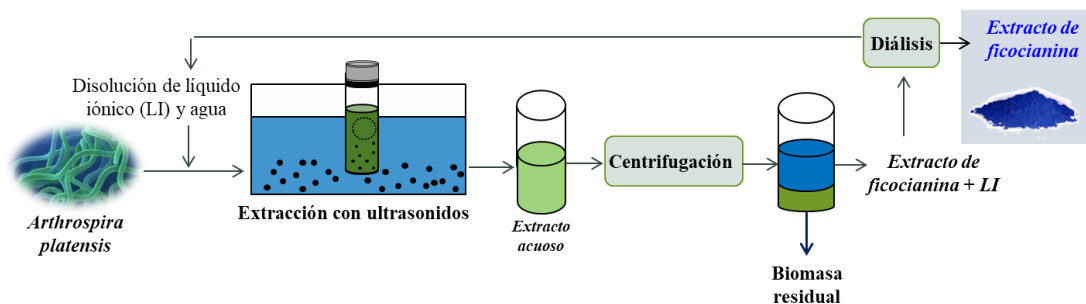 Disolución de líquido
iónico (LI) y agua
Arthrospira
platensis
Extracción con ultrasonidos
Extracto
acuoso
Centrifugación
Biomasa
residual
Extracto de
ficocianina + LI
Diálisis
Extracto de
ficocianina